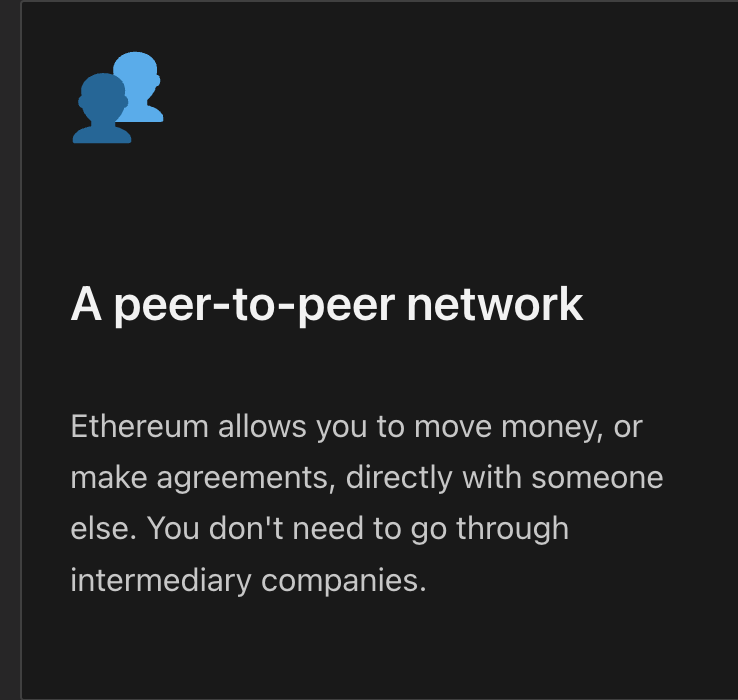 A peer-to-peer network
Ethereum allows you to move money, or
make agreements, directly with someone
else. You don't need to go through
intermediary companies.